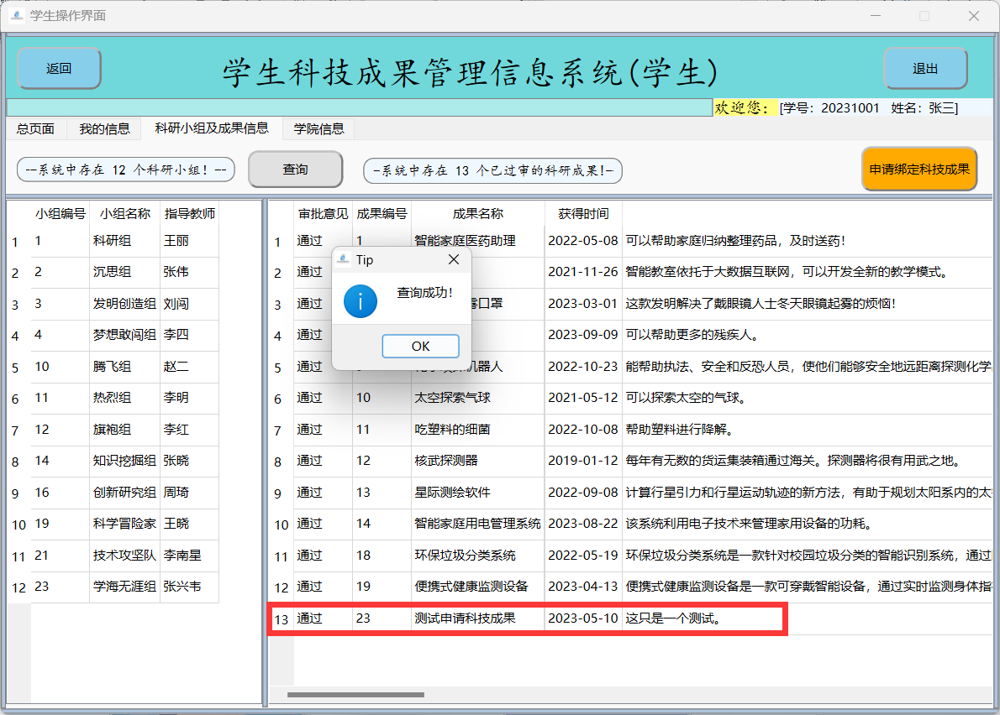 学生操作界面
返回
学生科技成果管理信息系统(学生)
退出
欢迎您： [学号：20231001 姓名：张三]
总页面 我的信息 科研小组及成果信息 学院信息
--系统中存在 12 个科研小组！--
查询
-系统中存在 13 个已过审的科研成果!-
申请绑定科技成果
小组编号 小组名称 指导教师
1 1 科研组 王丽
2 2 沉思组 张伟
3 3 发明创造组 刘闯
4 4 梦想敢闯组 李四
5 10 腾飞组 赵二
6 11 热烈组 李明
7 12 旗袍组 李红
8 14 知识挖掘组 张晓
9 16 创新研究组 周琦
10 19 科学冒险家 王晓
11 21 技术攻坚队 李南星
12 23 学海无涯组 张兴韦
审批意见 成果编号 成果名称 获得时间
1 通过 1 智能家庭医药助理 2022-05-08 可以帮助家庭归纳整理药品，及时送药！
2 通过 2021-11-26 智能教室依托于大数据互联网，可以开发全新的教学模式。
3 通过 口罩 2023-03-01 这款发明解决了戴眼镜人士冬天眼镜起雾的烦恼！
4 通过 2023-09-09 可以帮助更多的残疾人。
5 通过 机器人 2022-10-23 能帮助执法、安全和反恐人员，使他们能够安全地远距离探测化学
6 通过 10 太空探索气球 2021-05-12 可以探索太空的气球。
7 通过 11 吃塑料的细菌 2022-10-08 帮助塑料进行降解。
8 通过 12 核武探测器 2019-01-12 每年有无数的货运集装箱通过海关。探测器将很有用武之地。
9 通过 13 星际测绘软件 2022-09-08 计算行星引力和行星运动轨迹的新方法，有助于规划太阳系内的太
10 通过 14 智能家庭用电管理系统 2023-08-22 该系统利用电子技术来管理家用设备的功耗。
11 通过 18 环保垃圾分类系统 2022-05-19 环保垃圾分类系统是一款针对校园垃圾分类的智能识别系统，通过
12 通过 19 便携式健康监测设备 2023-04-13 便携式健康监测设备是一款可穿戴智能设备，通过实时监测身体指
13 通过 23 测试申请科技成果 2023-05-10 这只是一个测试。
Tip
查询成功！
OK